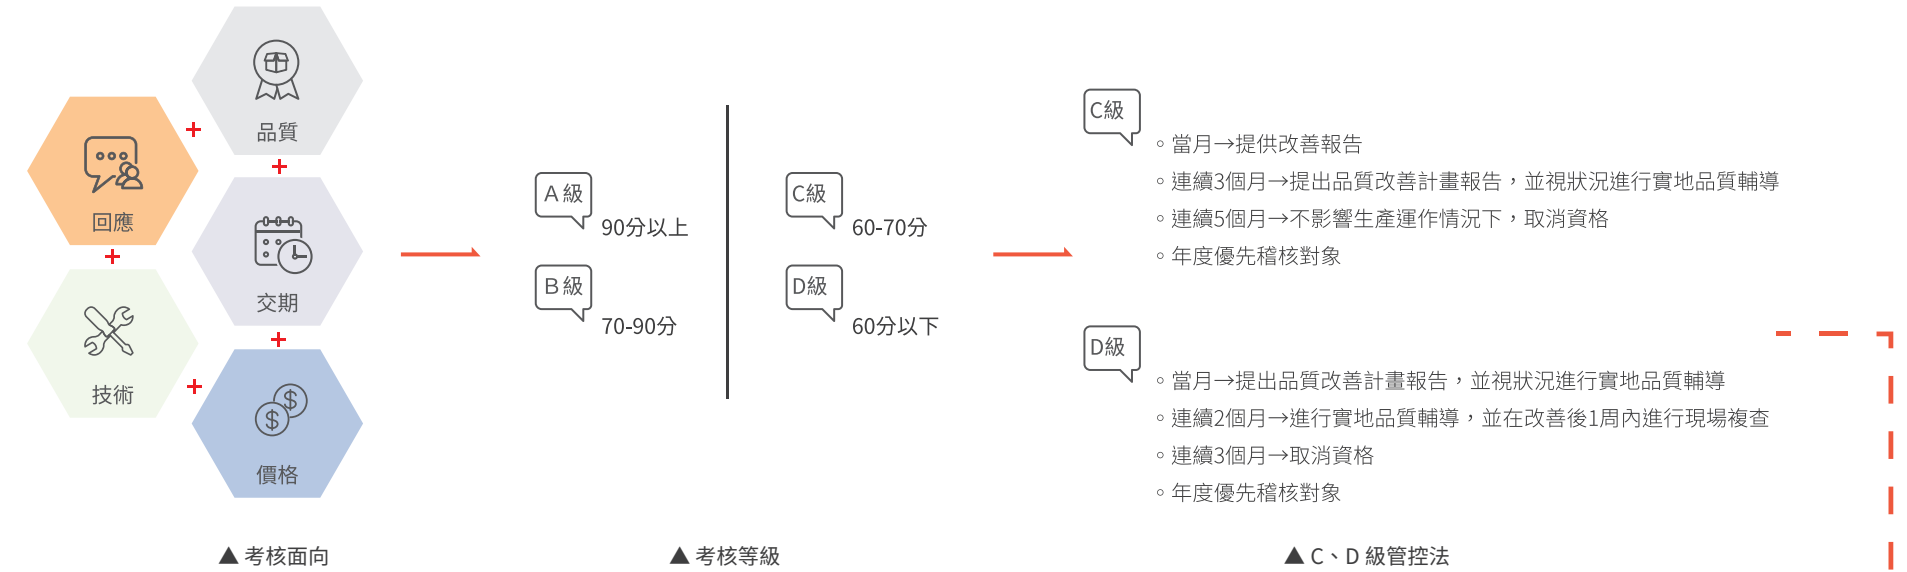 品質
回應
交期
技術
價格
▲ 考核面向
A 級
90分以上
B 級
70-90分
C級
60-70分
D級
60分以下
▲ 考核等級
C級
◦ 當月→提供改善報告
◦ 連續3個月→提出品質改善計畫報告，並視狀況進行實地品質輔導
◦ 連續5個月→不影響生產運作情況下，取消資格
◦ 年度優先稽核對象
D級
◦ 當月→提出品質改善計畫報告，並視狀況進行實地品質輔導
◦ 連續2個月→進行實地品質輔導，並在改善後1周內進行現場複查
◦ 連續3個月→取消資格
◦ 年度優先稽核對象
▲ C、D 級管控法